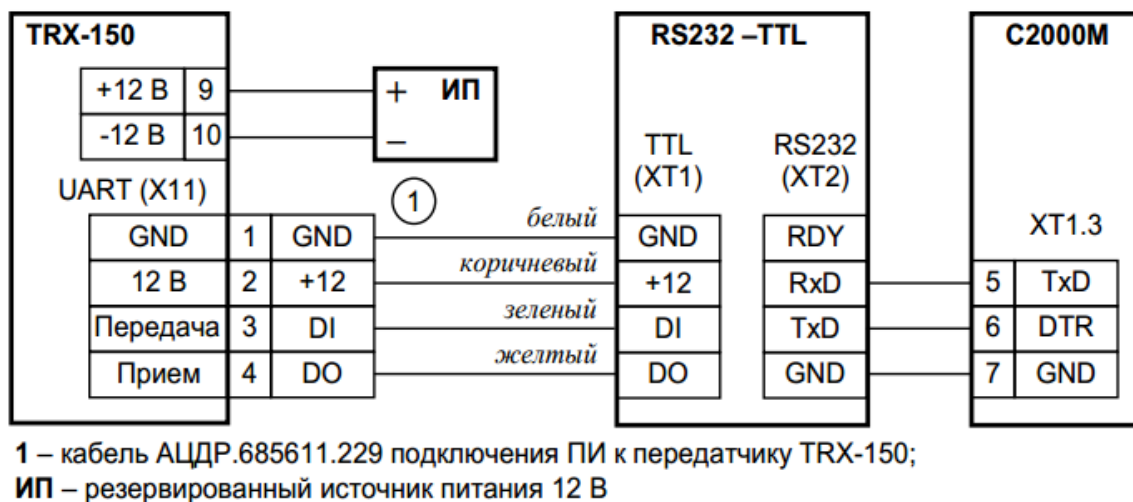 TRX-150 RS232 –TTL С2000М
+12 В 9 + ИП
-12 В 10 –
TTL RS232
(XT1) (XT2)
UART (X11) 1 XT1.3
GND 1 GND белый GND RDY
12 В 2 +12 коричневый +12 RxD 5 TxD
Передача 3 DI зеленый DI TxD 6 DTR
Прием 4 DO желтый DO GND 7 GND
1 – кабель АЦДР.685611.229 подключения ПИ к передатчику TRX-150;
ИП – резервированный источник питания 12 В